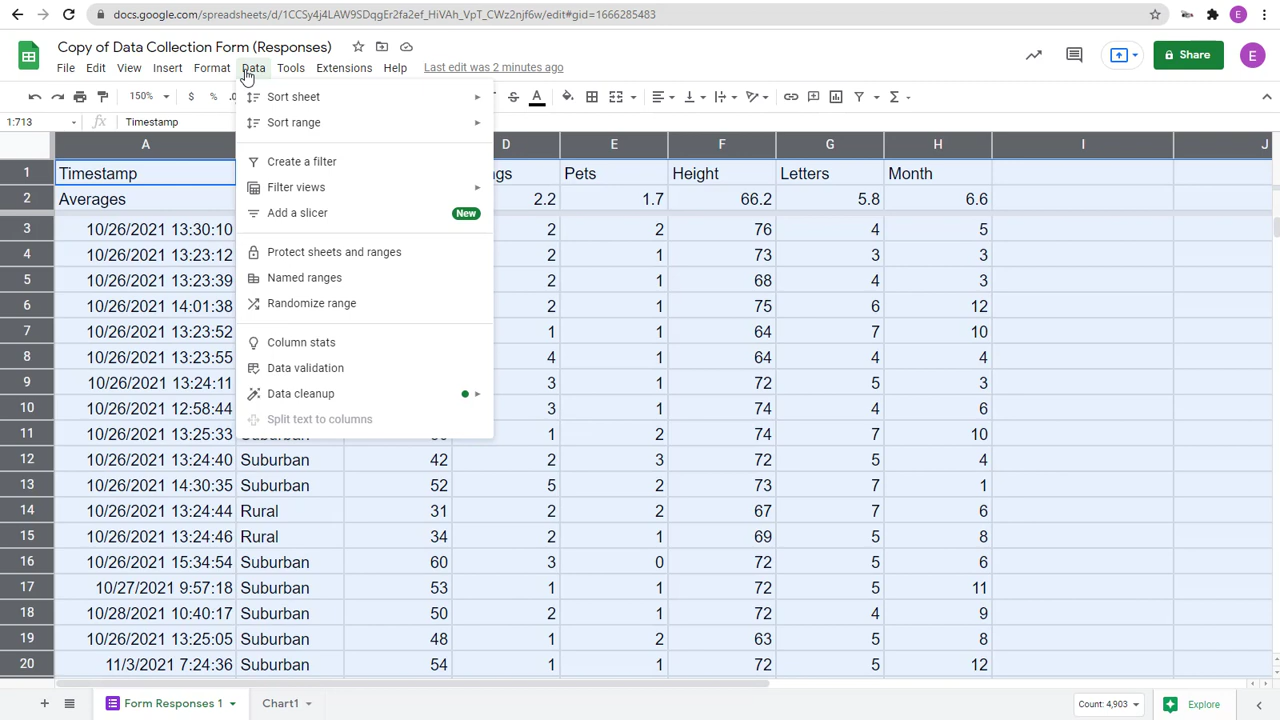 docs.google.com/spreadsheets/d/1CCSy4j4LAW9SDqgEr2fa2ef_HiVAh_VpT_CWz2njf6w/edit#gid=1666285483
E
Copy of Data Collection Form (Responses)
File Edit View Insert Format Data Tools Extensions Help Last edit was 2 minutes ago
Share
E
150% $ % .0
1:713 fx Timestamp
Sort sheet
Sort range
Create a filter
Filter views
Add a slicer New
Protect sheets and ranges
Named ranges
Randomize range
Column stats
Data validation
Data cleanup
Split text to columns
A D E F G H I J
1 Timestamp gs Pets Height Letters Month
2 Averages 2.2 1.7 66.2 5.8 6.6
3 10/26/2021 13:30:10 2 2 76 4 5
4 10/26/2021 13:23:12 2 1 73 3 3
5 10/26/2021 13:23:39 2 1 68 4 3
6 10/26/2021 14:01:38 2 1 75 6 12
7 10/26/2021 13:23:52 1 1 64 7 10
8 10/26/2021 13:23:55 4 1 64 4 4
9 10/26/2021 13:24:11 3 1 72 5 3
10 10/26/2021 12:58:44 3 1 74 4 6
11 10/26/2021 13:25:33 1 2 74 7 10
12 10/26/2021 13:24:40 Suburban 42 2 3 72 5 4
13 10/26/2021 14:30:35 Suburban 52 5 2 73 7 1
14 10/26/2021 13:24:44 Rural 31 2 2 67 7 6
15 10/26/2021 13:24:46 Rural 34 2 1 69 5 8
16 10/26/2021 15:34:54 Suburban 60 3 0 72 5 6
17 10/27/2021 9:57:18 Suburban 53 1 1 72 5 11
18 10/28/2021 10:40:17 Suburban 50 2 1 72 4 9
19 10/26/2021 13:25:05 Suburban 48 1 2 63 5 8
20 11/3/2021 7:24:36 Suburban 54 1 1 72 5 12
Form Responses 1 Chart1 Count: 4,903 Explore